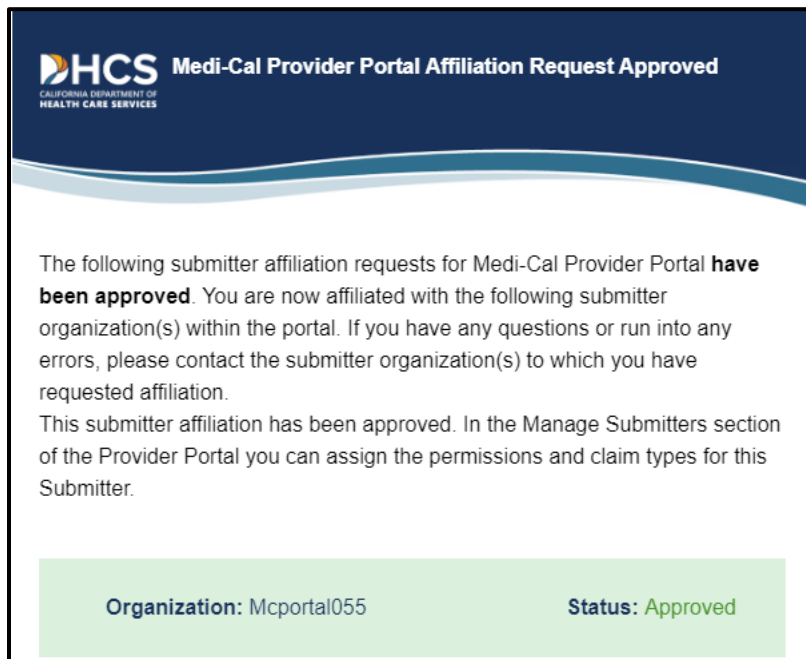 DHCS
CALIFORNIA DEPARTMENT OF
HEALTH CARE SERVICES
Medi-Cal Provider Portal Affiliation Request Approved
The following submitter affiliation requests for Medi-Cal Provider Portal have
been approved. You are now affiliated with the following submitter
organization(s) within the portal. If you have any questions or run into any
errors, please contact the submitter organization(s) to which you have
requested affiliation.
This submitter affiliation has been approved. In the Manage Submitters section
of the Provider Portal you can assign the permissions and claim types for this
Submitter.
Organization: Mcportal055 Status: Approved